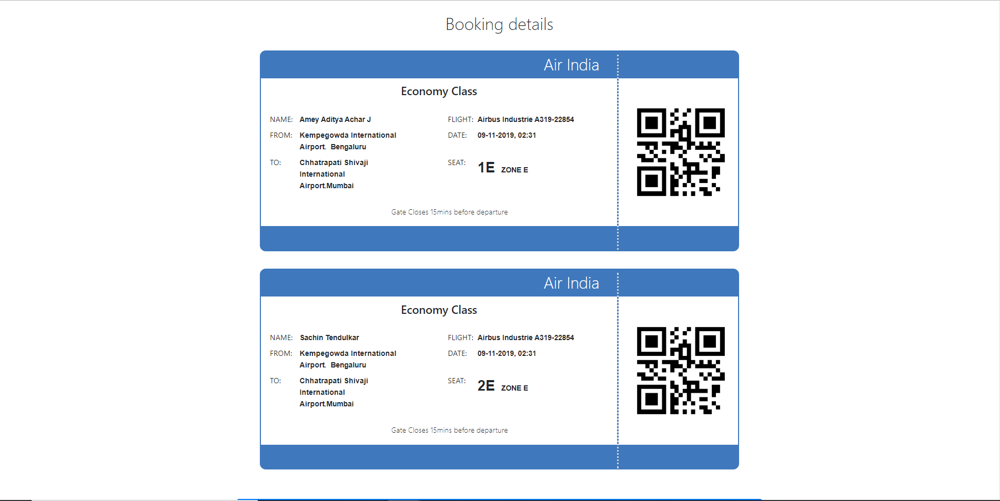 Booking details
Air India
Economy Class
NAME: Amey Aditya Achar J FLIGHT: Airbus Industrie A319-22854
FROM: Kempegowda International DATE: 09-11-2019, 02:31
Airport, Bengaluru
TO: Chhatrapati Shivaji SEAT: 1E ZONE E
International
Airport,Mumbai
Gate Closes 15mins before departure
Air India
Economy Class
NAME: Sachin Tendulkar FLIGHT: Airbus Industrie A319-22854
FROM: Kempegowda International DATE: 09-11-2019, 02:31
Airport, Bengaluru
TO: Chhatrapati Shivaji SEAT: 2E ZONE E
International
Airport,Mumbai
Gate Closes 15mins before departure